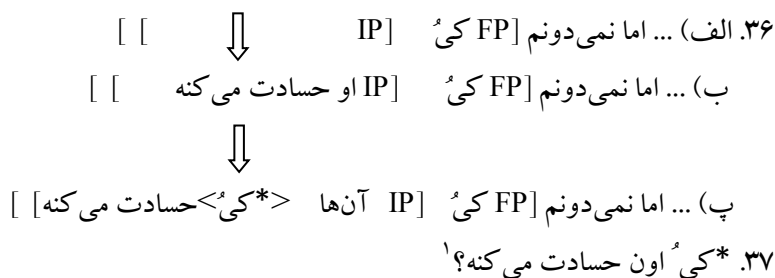 ۳۶. الف) ... اما نمی‌دونم [FP کیُ [IP ] ]
ب) ... اما نمی‌دونم [FP کیُ [IP او حسادت می‌کنه ] ]
پ) ... اما نمی‌دونم [FP کیُ [IP آن‌ها <*کیُ>حسادت می‌کنه] ]
۳۷. *کیُ اون حسادت می‌کنه؟۱